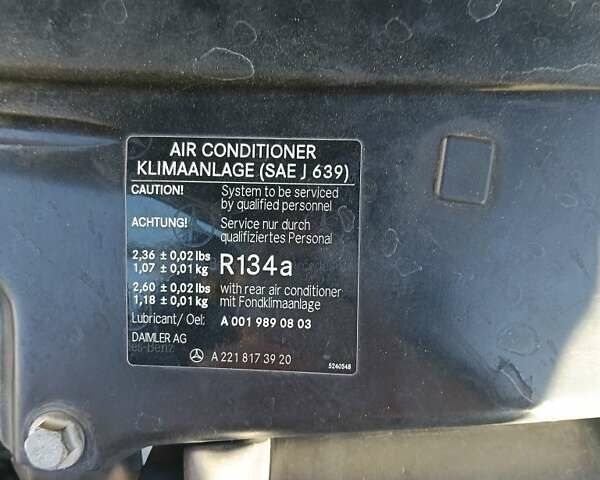 AIR CONDITIONER
KLIMAANLAGE (SAE J 639)
CAUTION! System to be serviced
by qualified personnel
ACHTUNG! Service nur durch
qualifiziertes Personal
2,36 ± 0,02 lbs
1,07 ± 0,01 kg R134a
2,60 ± 0,02 lbs with rear air conditioner
1,18 ± 0,01 kg mit Fondklimaanlage
Lubricant/ Oel: A 001 989 08 03
DAIMLER AG
A 221 817 39 20
5240548